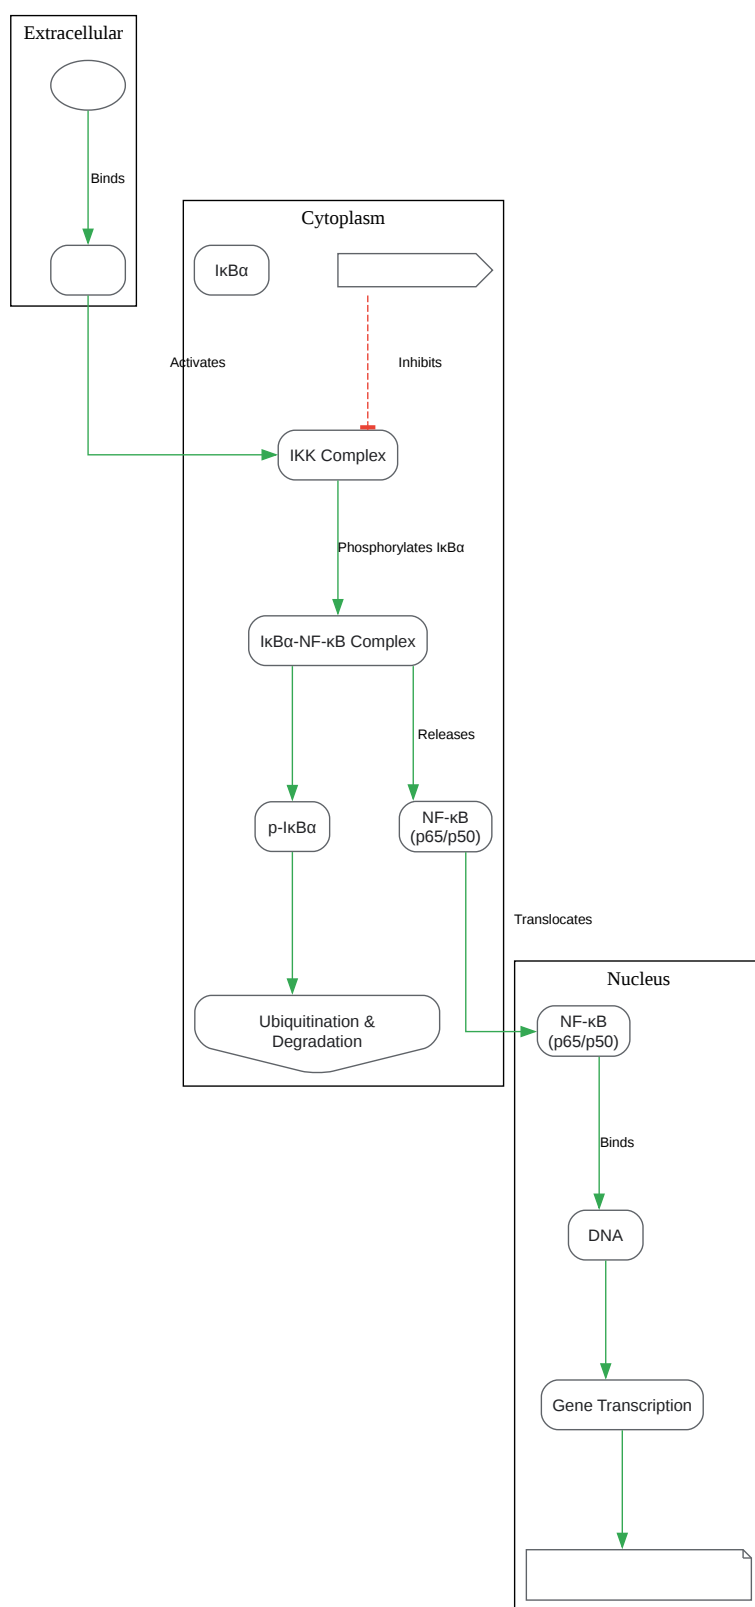 Extracellular
Binds
Cytoplasm
IκBα
Activates
Inhibits
IKK Complex
Phosphorylates IκBα
IκBα-NF-κB Complex
Releases
p-IκBα
NF-κB
(p65/p50)
Translocates
Nucleus
Ubiquitination &
Degradation
NF-κB
(p65/p50)
Binds
DNA
Gene Transcription